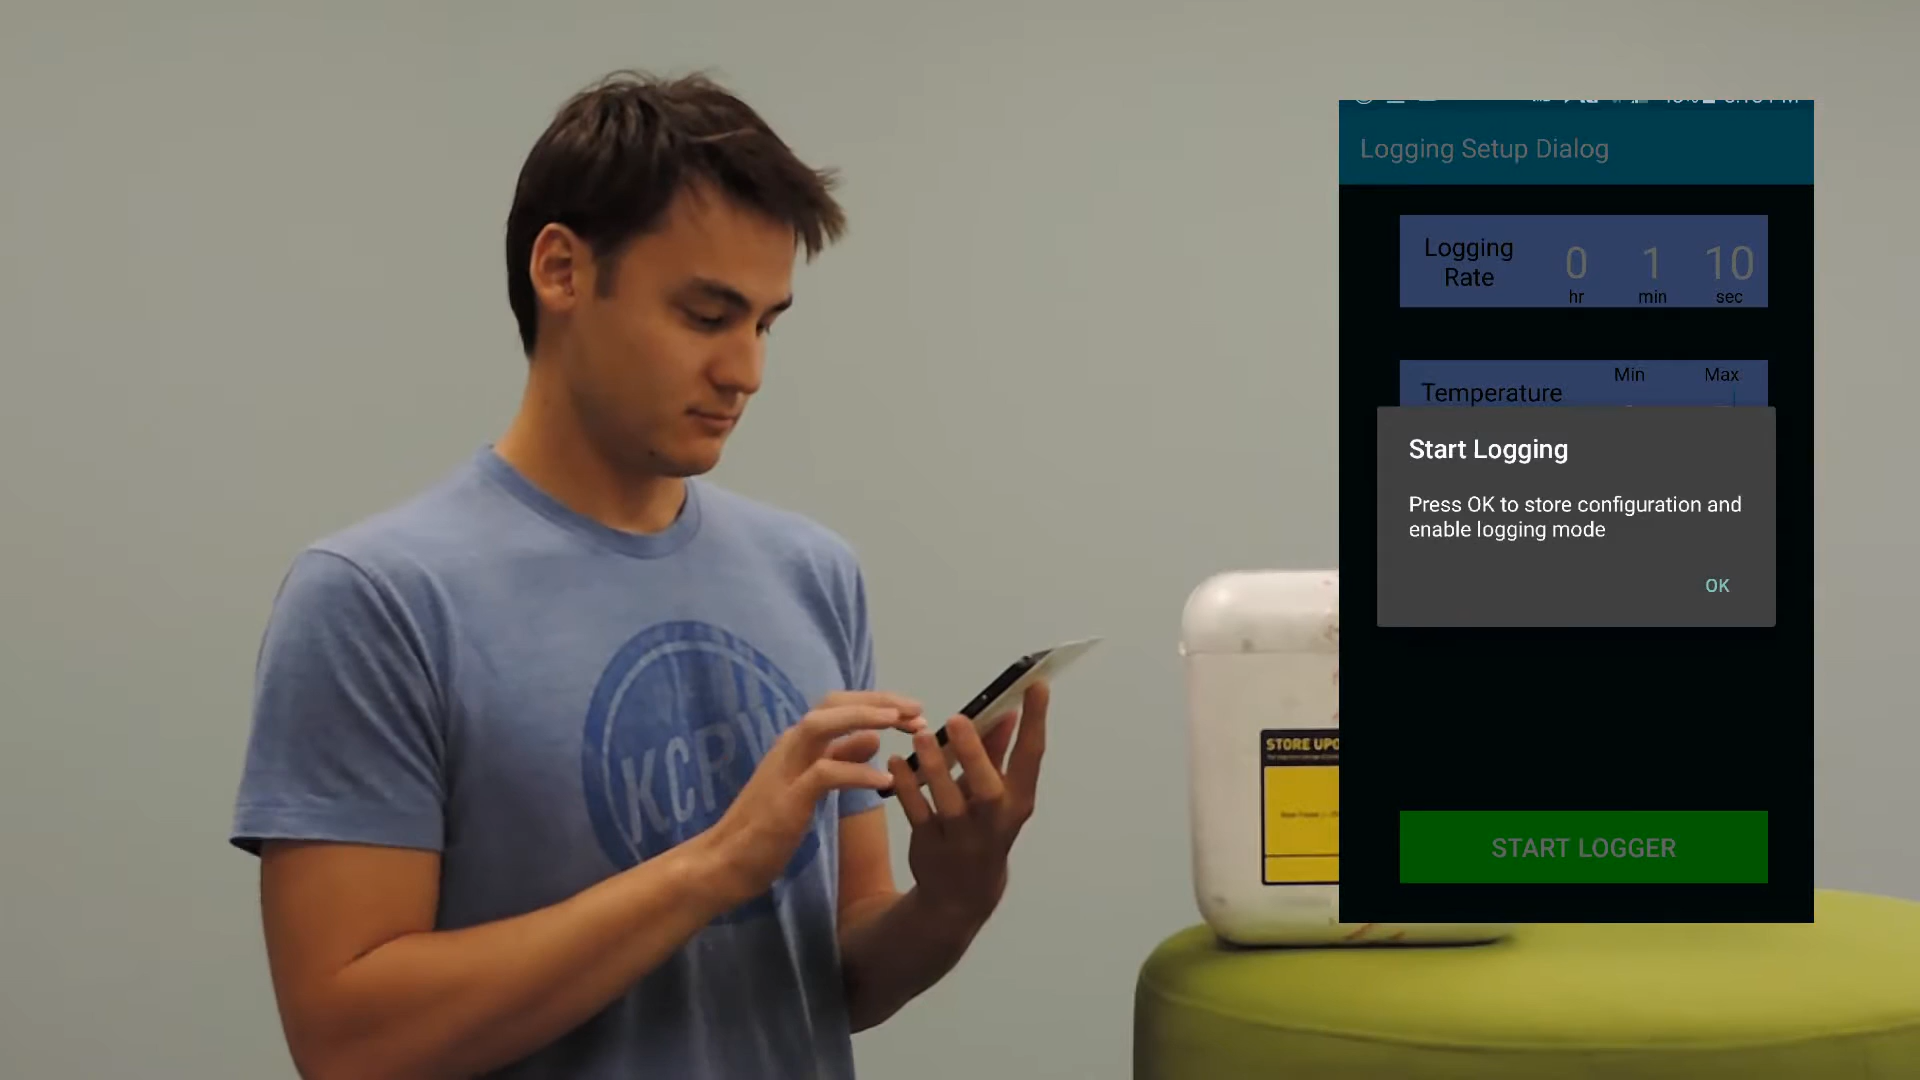 Logging Setup Dialog
Logging
Rate
0 1 10
hr min sec
Min Max
Temperature
Start Logging
Press OK to store configuration and
enable logging mode
OK
START LOGGER
STORE UPO
KCRW